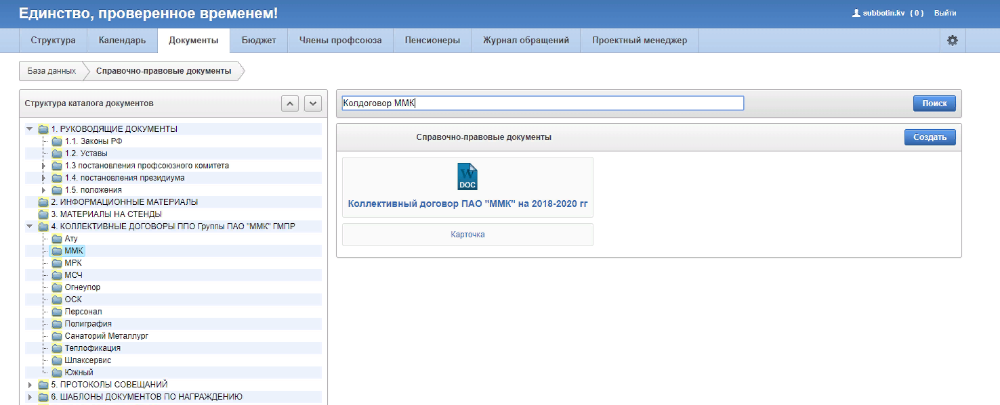 Единство, проверенное временем!
subbotin.kv ( 0 ) Выйти
Структура Календарь Документы Бюджет Члены профсоюза Пенсионеры Журнал обращений Проектный менеджер
База данных Справочно-правовые документы
Структура каталога документов
1. РУКОВОДЯЩИЕ ДОКУМЕНТЫ
1.1. Законы РФ
1.2. Уставы
1.3 постановления профсоюзного комитета
1.4. постановления президиума
1.5. положения
2. ИНФОРМАЦИОННЫЕ МАТЕРИАЛЫ
3. МАТЕРИАЛЫ НА СТЕНДЫ
4. КОЛЛЕКТИВНЫЕ ДОГОВОРЫ ППО Группы ПАО "ММК" ГМПР
Ату
ММК
МРК
МСЧ
Огнеупор
ОСК
Персонал
Полиграфия
Санаторий Металлург
Теплофикация
Шлаксервис
Южный
5. ПРОТОКОЛЫ СОВЕЩАНИЙ
6. ШАБЛОНЫ ДОКУМЕНТОВ ПО НАГРАЖДЕНИЮ
Колдоговор ММК
Поиск
Справочно-правовые документы
Создать
W
DOC
Коллективный договор ПАО "ММК" на 2018-2020 гг
Карточка